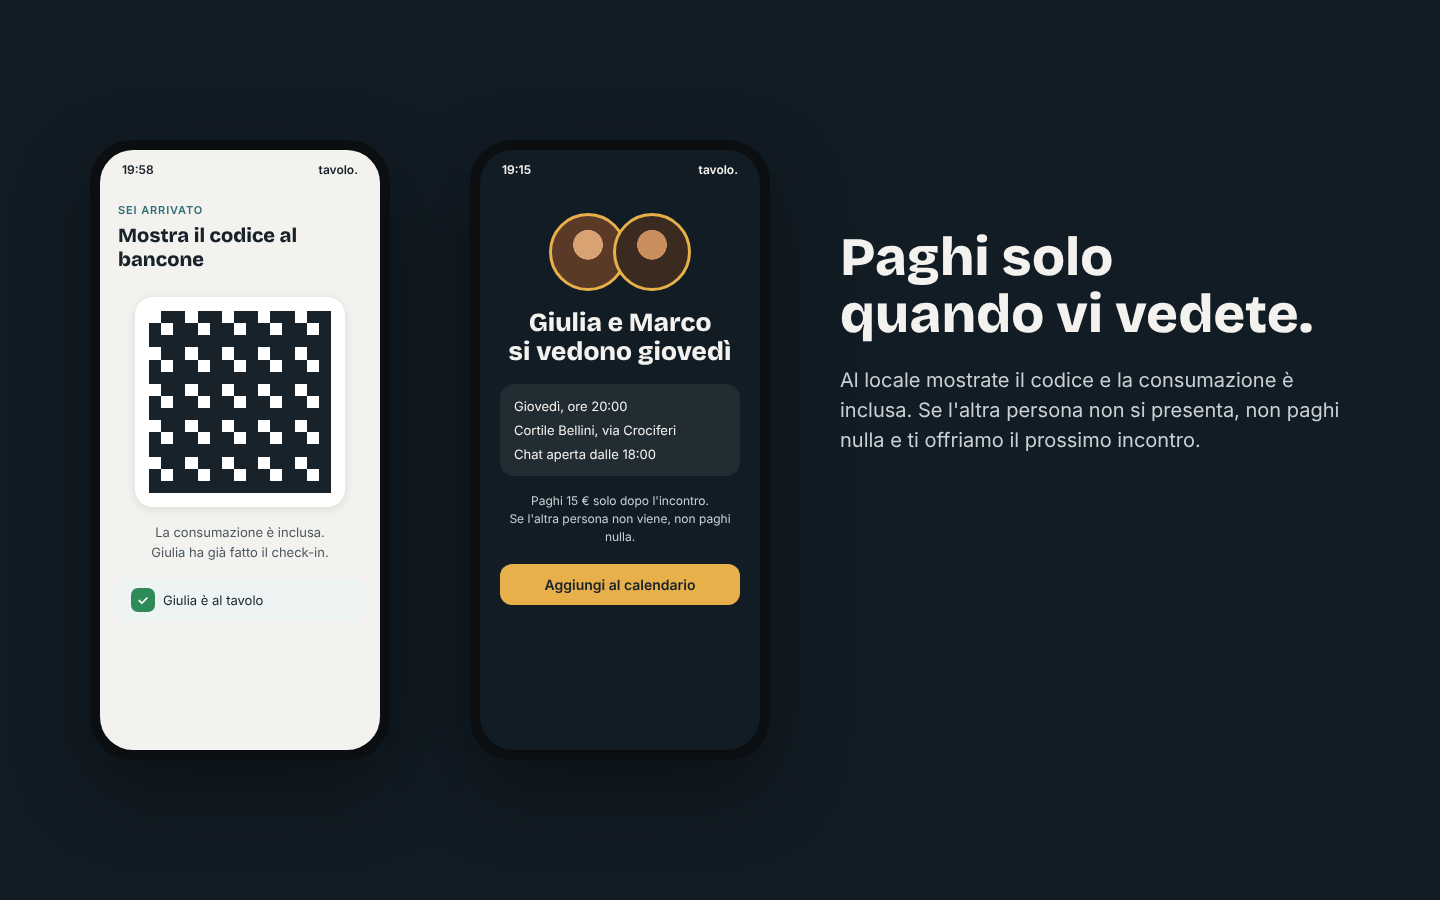 19:58
tavolo.
SEI ARRIVATO
Mostra il codice al
bancone
La consumazione è inclusa.
Giulia ha già fatto il check-in.
Giulia è al tavolo
19:15
tavolo.
Giulia e Marco
si vedono giovedì
Giovedì, ore 20:00
Cortile Bellini, via Crociferi
Chat aperta dalle 18:00
Paghi 15 € solo dopo l'incontro.
Se l'altra persona non viene, non paghi
nulla.
Aggiungi al calendario
Paghi solo
quando vi vedete.
Al locale mostrate il codice e la consumazione è
inclusa. Se l'altra persona non si presenta, non paghi
nulla e ti offriamo il prossimo incontro.